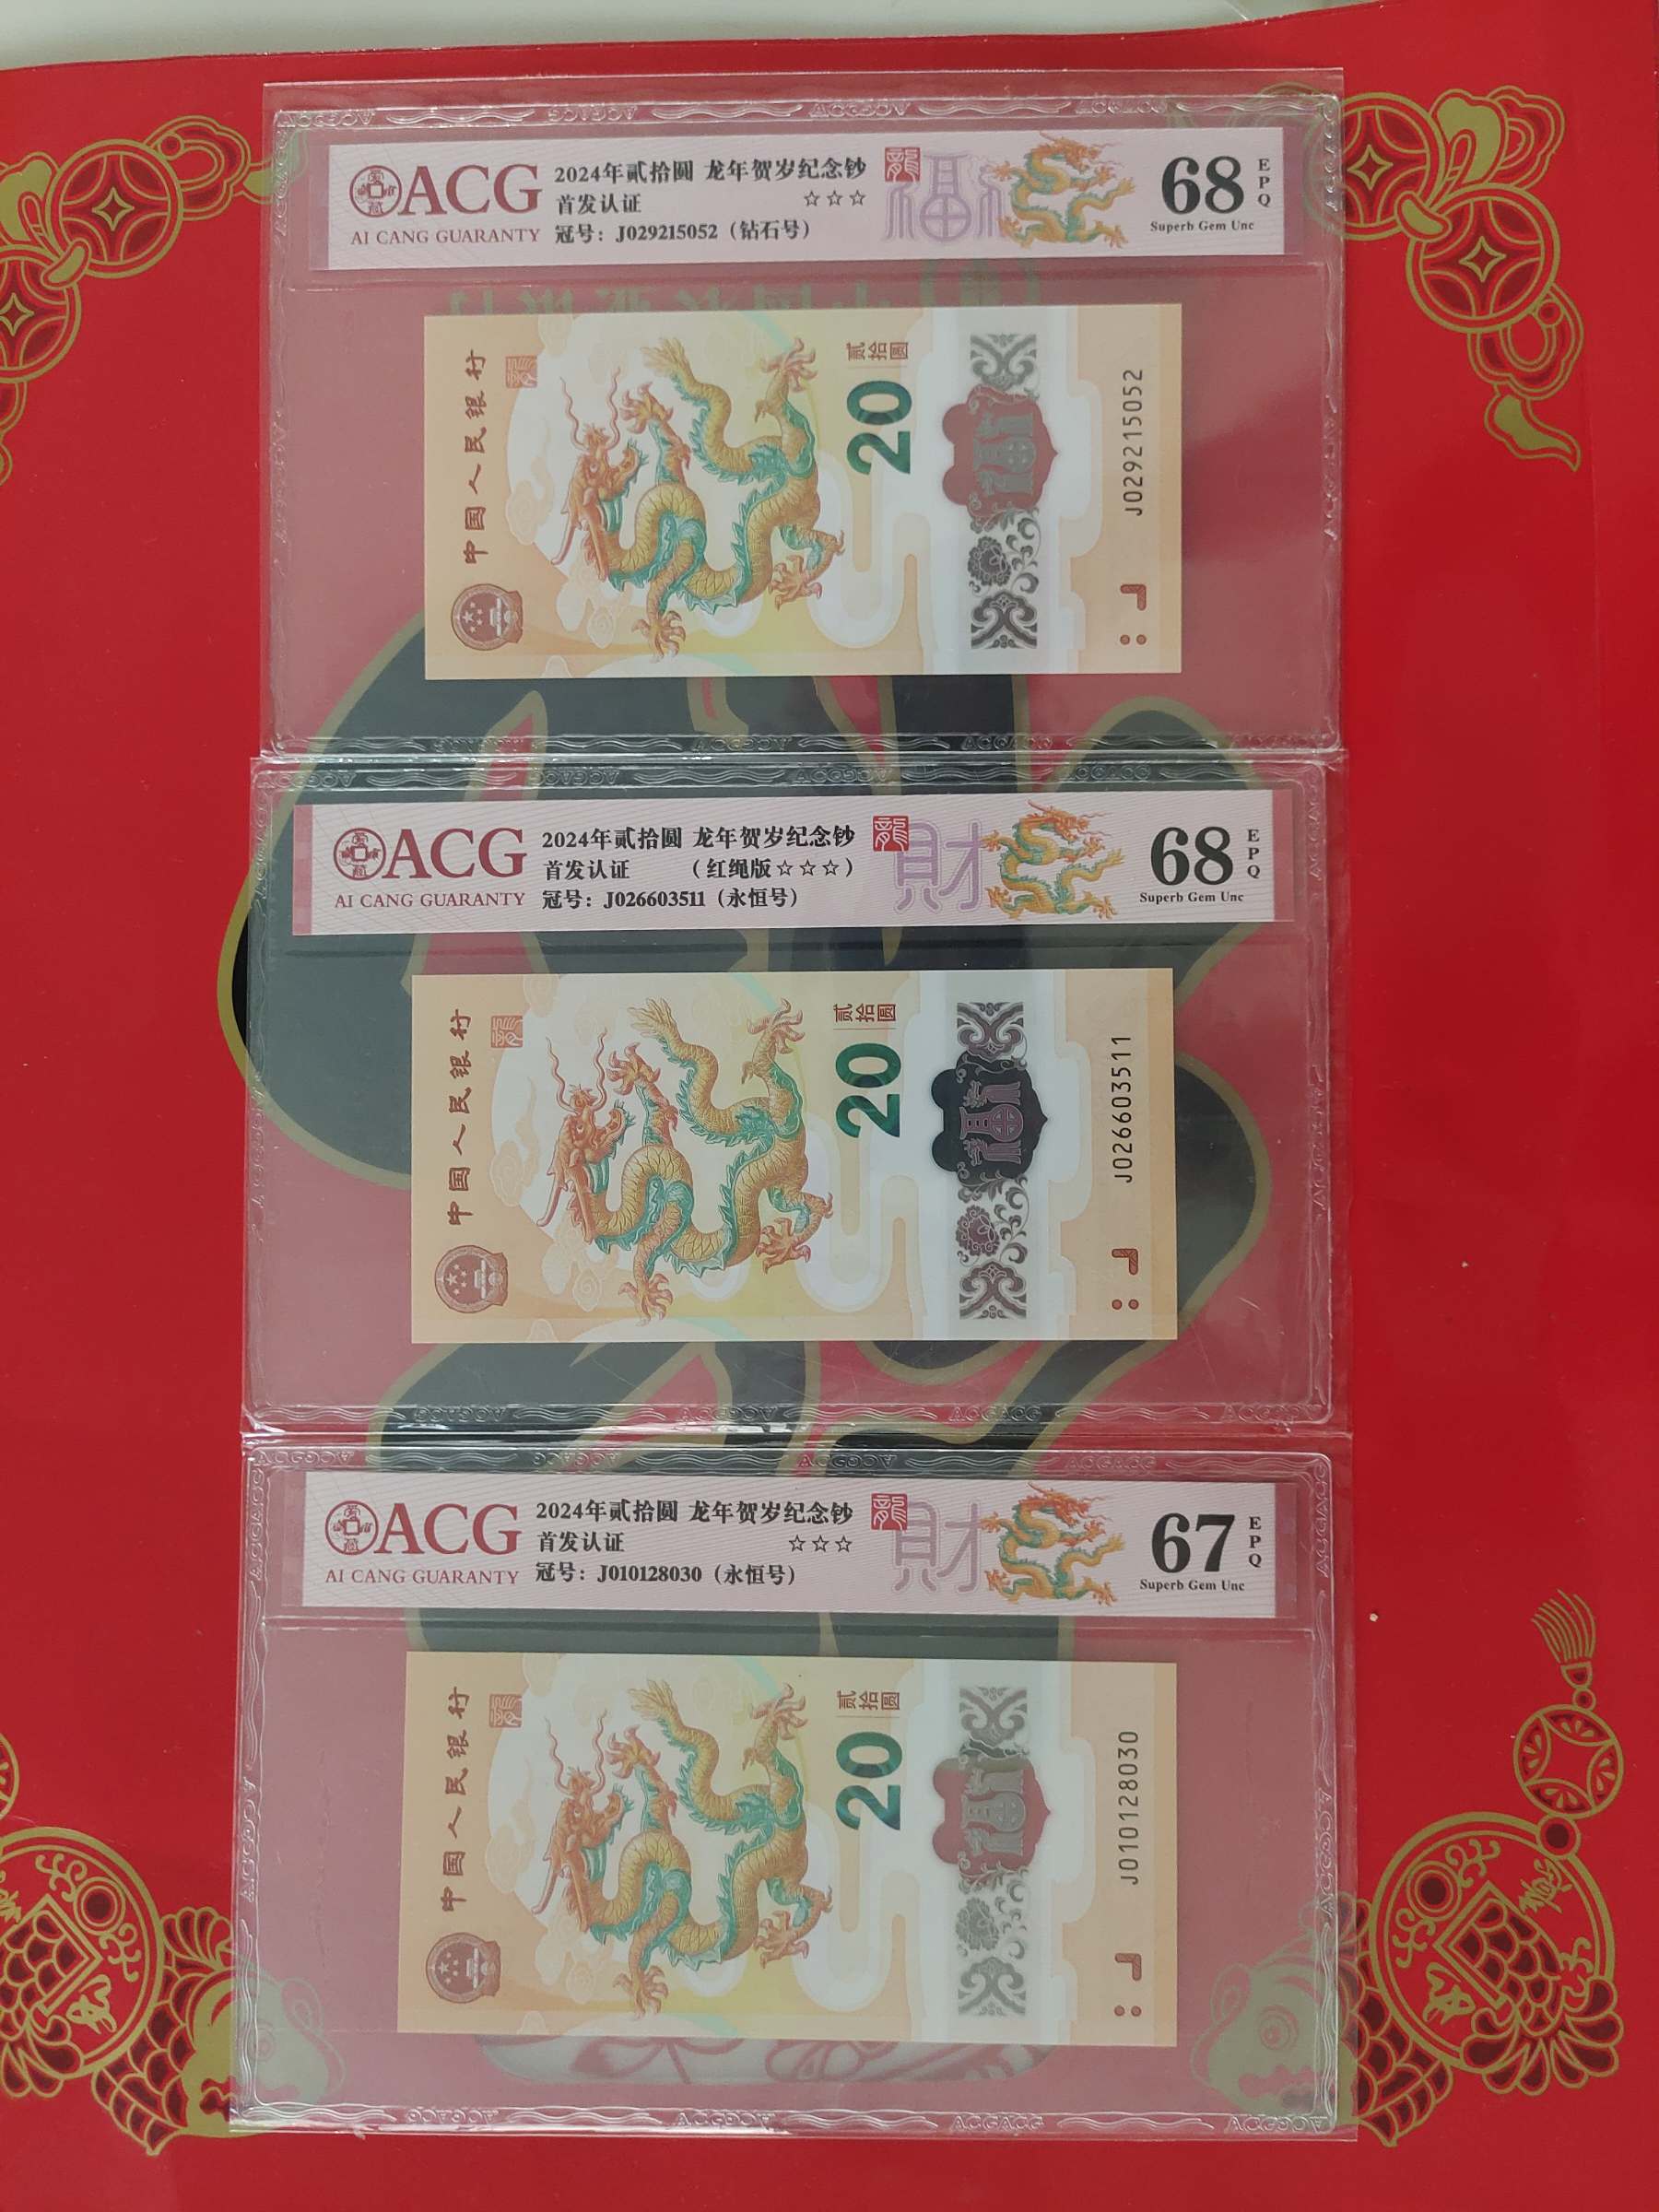 ACG
AI CANG GUARANTY
2024年贰拾圆 龙年贺岁纪念钞
首发认证 ☆☆☆
冠号：J029215052（钻石号）
福
68
EPQ
Superb Gem Unc
中国人民银行
贰拾圆
20
福
J029215052
ACG
AI CANG GUARANTY
2024年贰拾圆 龙年贺岁纪念钞
首发认证 （红绳版☆☆☆）
冠号：J026603511（永恒号）
財
68
EPQ
Superb Gem Unc
中国人民银行
贰拾圆
20
福
J026603511
ACG
AI CANG GUARANTY
2024年贰拾圆 龙年贺岁纪念钞
首发认证 ☆☆☆
冠号：J010128030（永恒号）
財
67
EPQ
Superb Gem Unc
中国人民银行
贰拾圆
20
福
J010128030